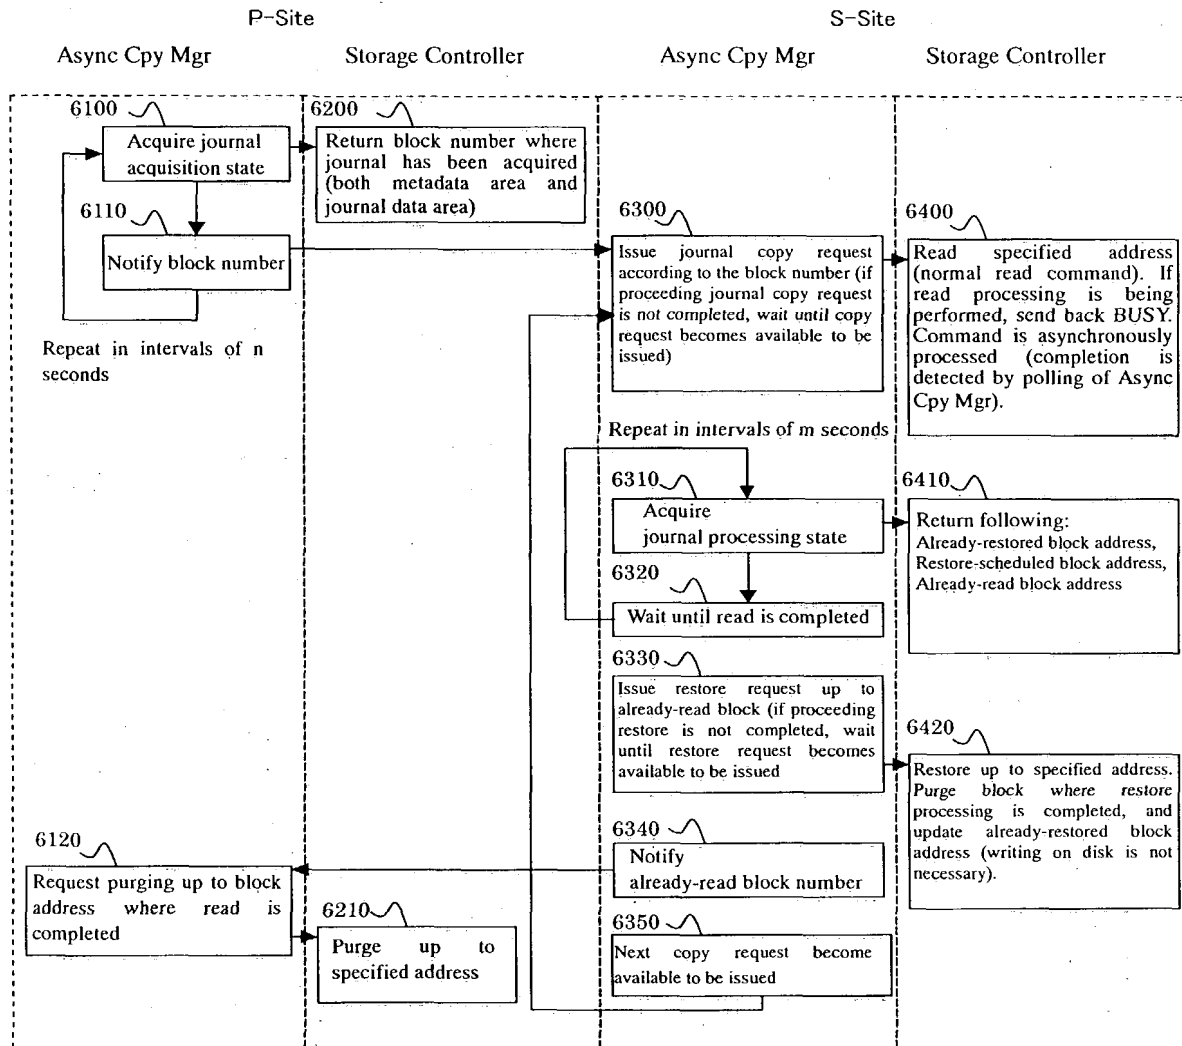 P-Site
S-Site
Async Cpy Mgr
Storage Controller
Async Cpy Mgr
Storage Controller
6100
Acquire journal
acquisition state
6200
Return block number where
journal has been acquired
(both metadata area and
journal data area)
6110
Notify block number
Repeat in intervals of n
seconds
6300
Issue journal copy request
according to the block number (if
proceeding journal copy request
is not completed, wait until copy
request becomes available to be
issued)
6400
Read specified address
(normal read command). If
read processing is being
performed, send back BUSY.
Command is asynchronously
processed (completion is
detected by polling of Async
Cpy Mgr).
Repeat in intervals of m seconds
6310
Acquire
journal processing state
6410
Return following:
Already-restored block address,
Restore-scheduled block address,
Already-read block address
6320
Wait until read is completed
6330
Issue restore request up to
already-read block (if proceeding
restore is not completed, wait
until restore request becomes
available to be issued
6420
Restore up to specified address.
Purge block where restore
processing is completed, and
update already-restored block
address (writing on disk is not
necessary).
6340
Notify
already-read block number
6120
Request purging up to block
address where read is
completed
6210
Purge up to
specified address
6350
Next copy request become
available to be issued